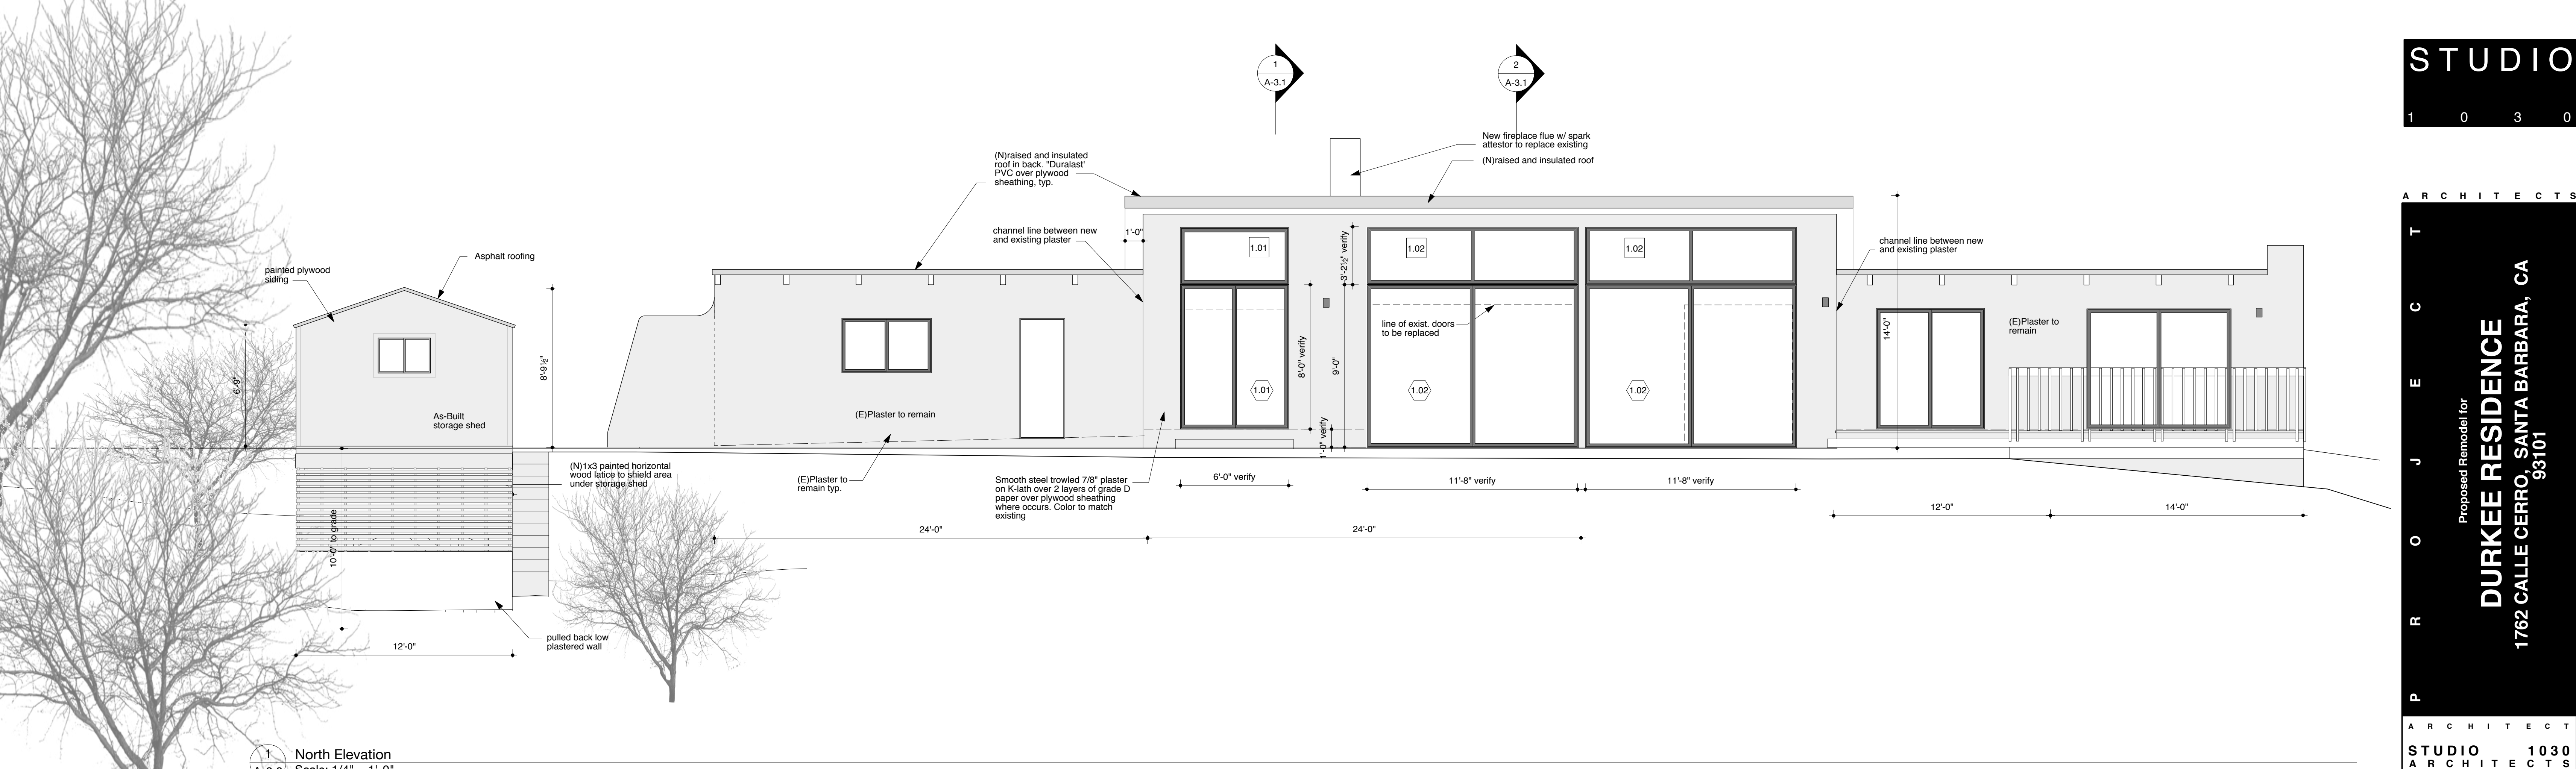 STUDIO
1030
ARCHITECTS
PROJECT
Proposed Remodel for
DURKEE RESIDENCE
1762 CALLE CERRO, SANTA BARBARA, CA
93101
ARCHITECT
STUDIO 1030
ARCHITECTS
1
A-3.1
2
A-3.1
New fireplace flue w/ spark
attestor to replace existing
(N)raised and insulated roof
(N)raised and insulated
roof in back. "Duralast'
PVC over plywood
sheathing, typ.
channel line between new
and existing plaster
1'-0"
1.01
3'-2½" verify
1.02
1.02
channel line between new
and existing plaster
Asphalt roofing
painted plywood
siding
6'-9"
8'-9½"
As-Built
storage shed
(E)Plaster to remain
line of exist. doors
to be replaced
8'-0" verify
9'-0"
1'-0" verify
1.01
1.02
1.02
14'-0"
(E)Plaster to
remain
(N)1x3 painted horizontal
wood latice to shield area
under storage shed
(E)Plaster to
remain typ.
Smooth steel trowled 7/8" plaster
on K-lath over 2 layers of grade D
paper over plywood sheathing
where occurs. Color to match
existing
6'-0" verify
11'-8" verify
11'-8" verify
12'-0"
14'-0"
24'-0"
24'-0"
10'-0" to grade
pulled back low
plastered wall
12'-0"
1
North Elevation
Scale: 1/4" 1'-0"